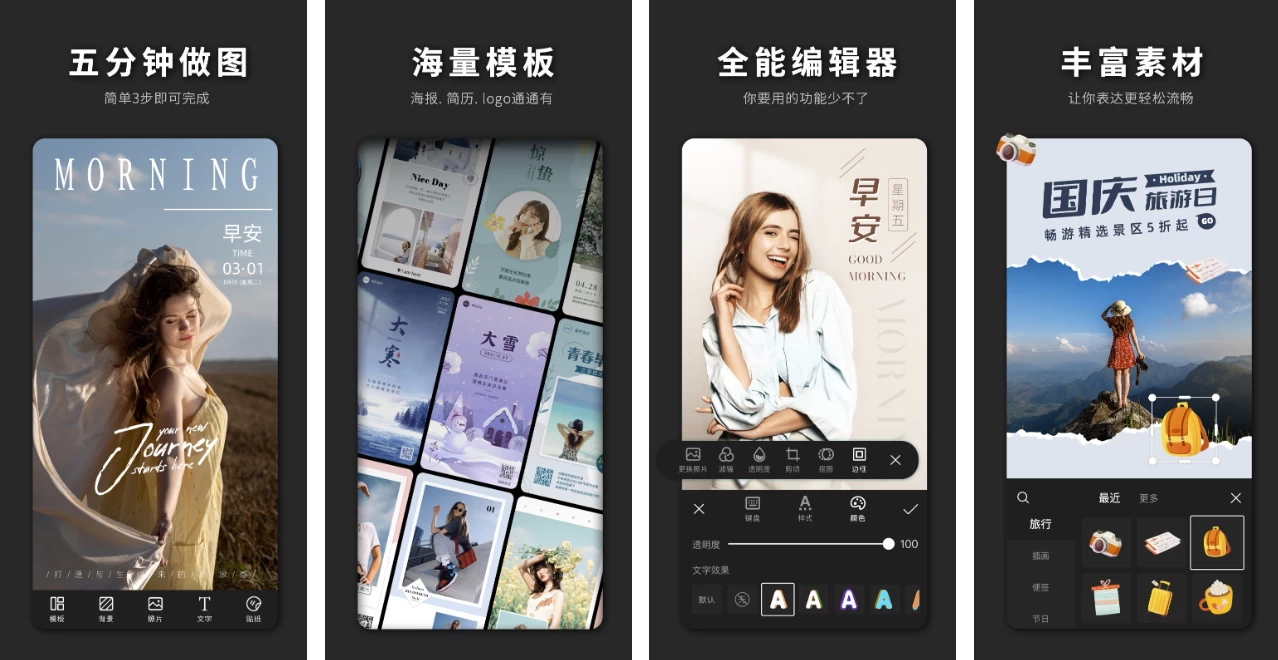 五分钟做图
简单3步即可完成
MORNING
早安
TIME
03·01
DATE (星期二)
your new
Journey
starts here
模板
背景
照片
文字
贴纸
海量模板
海报. 简历. logo通通有
Nice Day
惊
蛰
04.28
大
寒
大雪
青春
01
全能编辑器
你要用的功能少不了
早安
星期五
GOOD
MORNING
更换照片
滤镜
透明度
剪切
抠图
边框
键盘
样式
颜色
透明度
100
文字效果
默认
A
A
A
A
丰富素材
让你表达更轻松流畅
国庆
Holiday
旅游日
畅游精选景区5折起
GO
最近
更多
旅行
插画
便签
节日